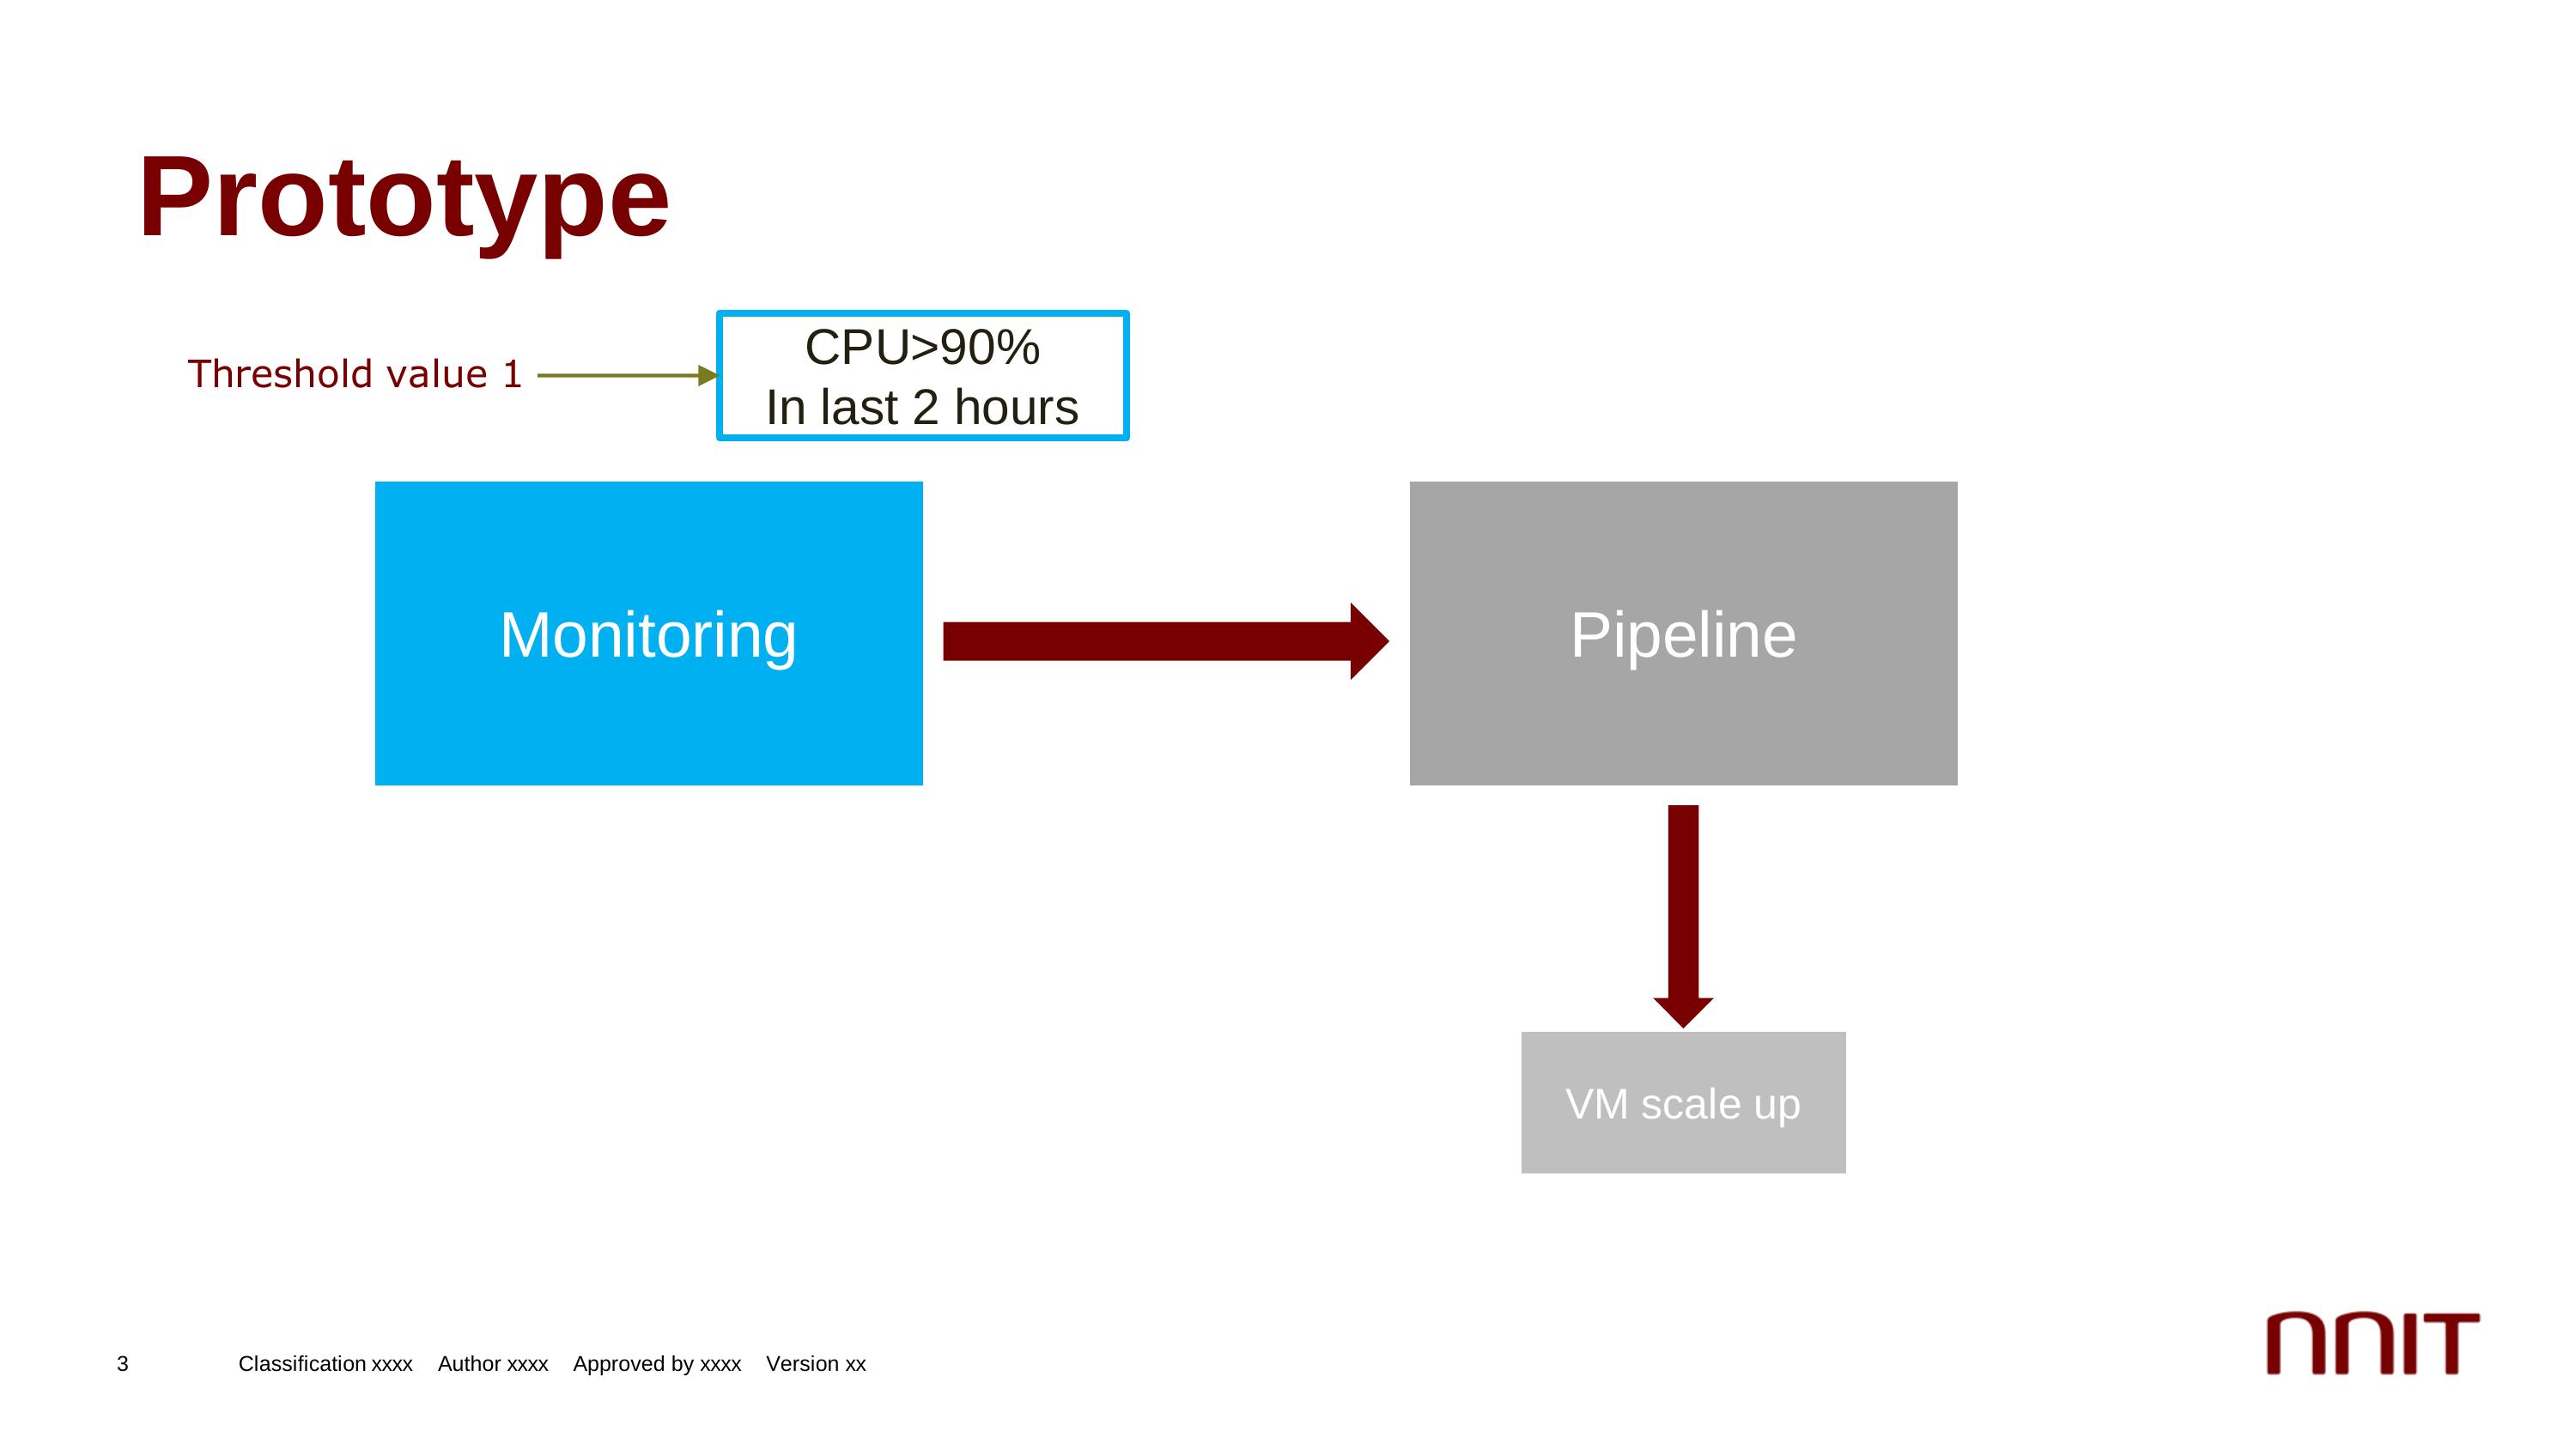 Prototype
Threshold value 1
CPU>90%
In last 2 hours
Monitoring
Pipeline
VM scale up
3 Classification xxxx Author xxxx Approved by xxxx Version xx
nnIT